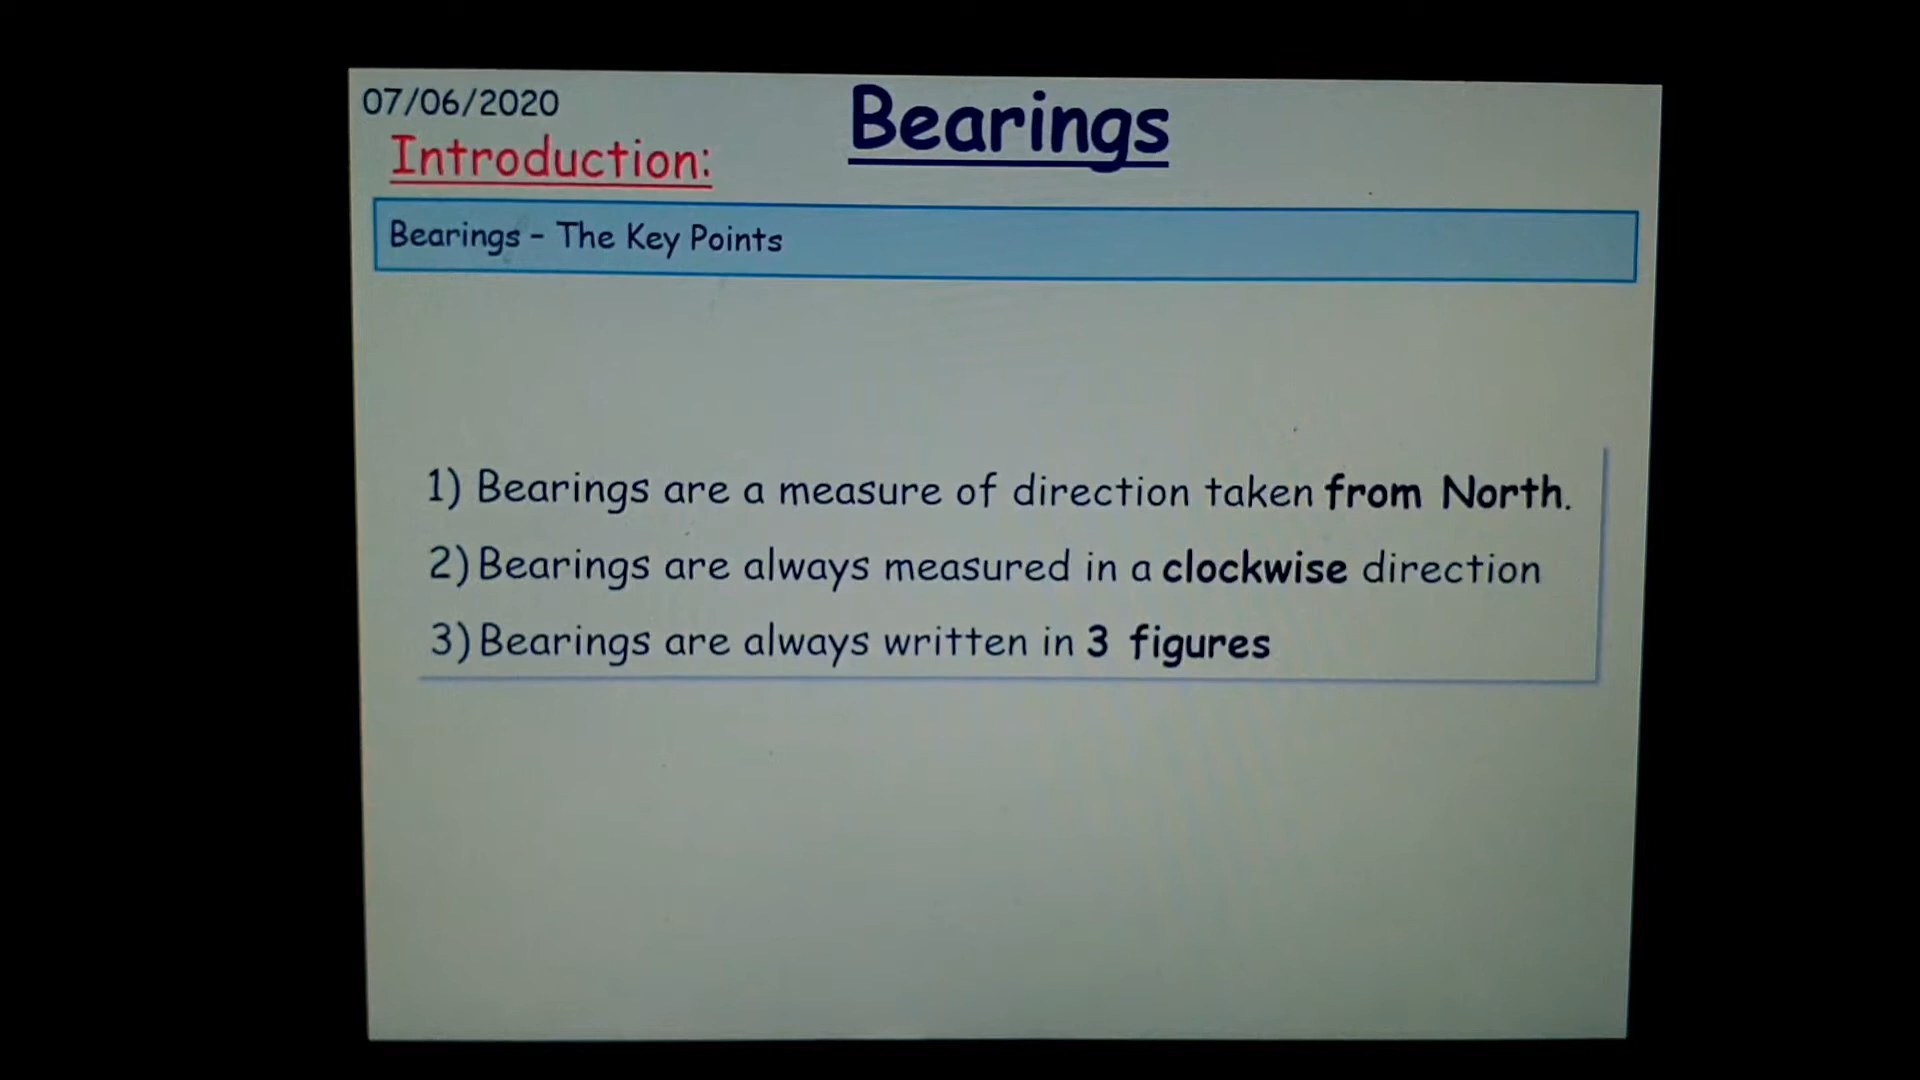 07/06/2020
Bearings
Introduction:
Bearings - The Key Points
1) Bearings are a measure of direction taken from North.
2) Bearings are always measured in a clockwise direction
3) Bearings are always written in 3 figures